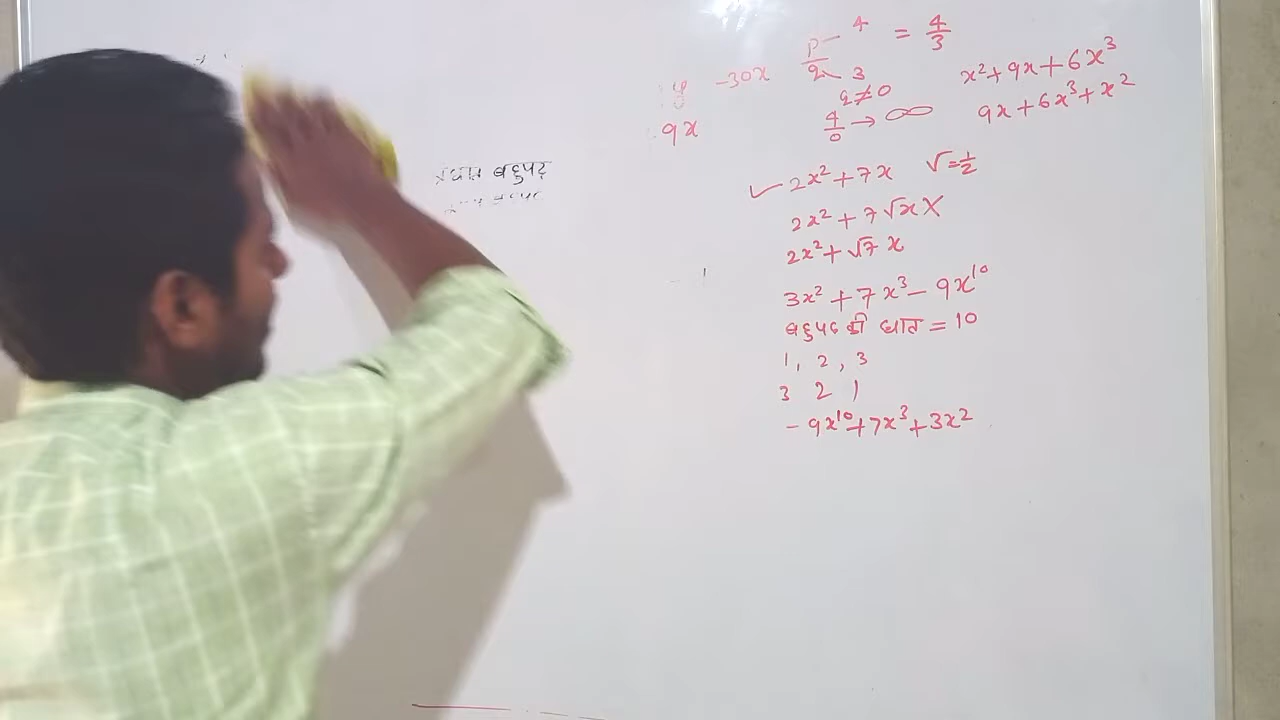 p/q 4/3 = 4/3
y -30x
q≠0
x²+9x+6x³
9x
4/0 → ∞
9x+6x³+x²
बहुपद
✓ 2x²+7x √=1/2
2x²+7√x X
2x²+√7 x
3x²+7x³-9x¹⁰
बहुपद की घात = 10
1, 2, 3
3 2 1
-9x¹⁰+7x³+3x²